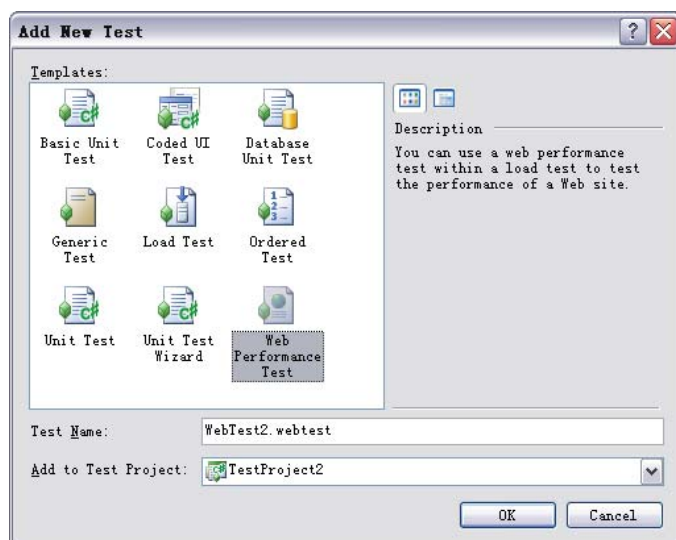 Add New Test
Templates:
Basic Unit
Test
Coded UI
Test
Database
Unit Test
Generic
Test
Load Test
Ordered
Test
Unit Test
Unit Test
Wizard
Web
Performance
Test
Description
You can use a web performance
test within a load test to test
the performance of a Web site.
Test Name:
WebTest2.webtest
Add to Test Project:
TestProject2
OK
Cancel